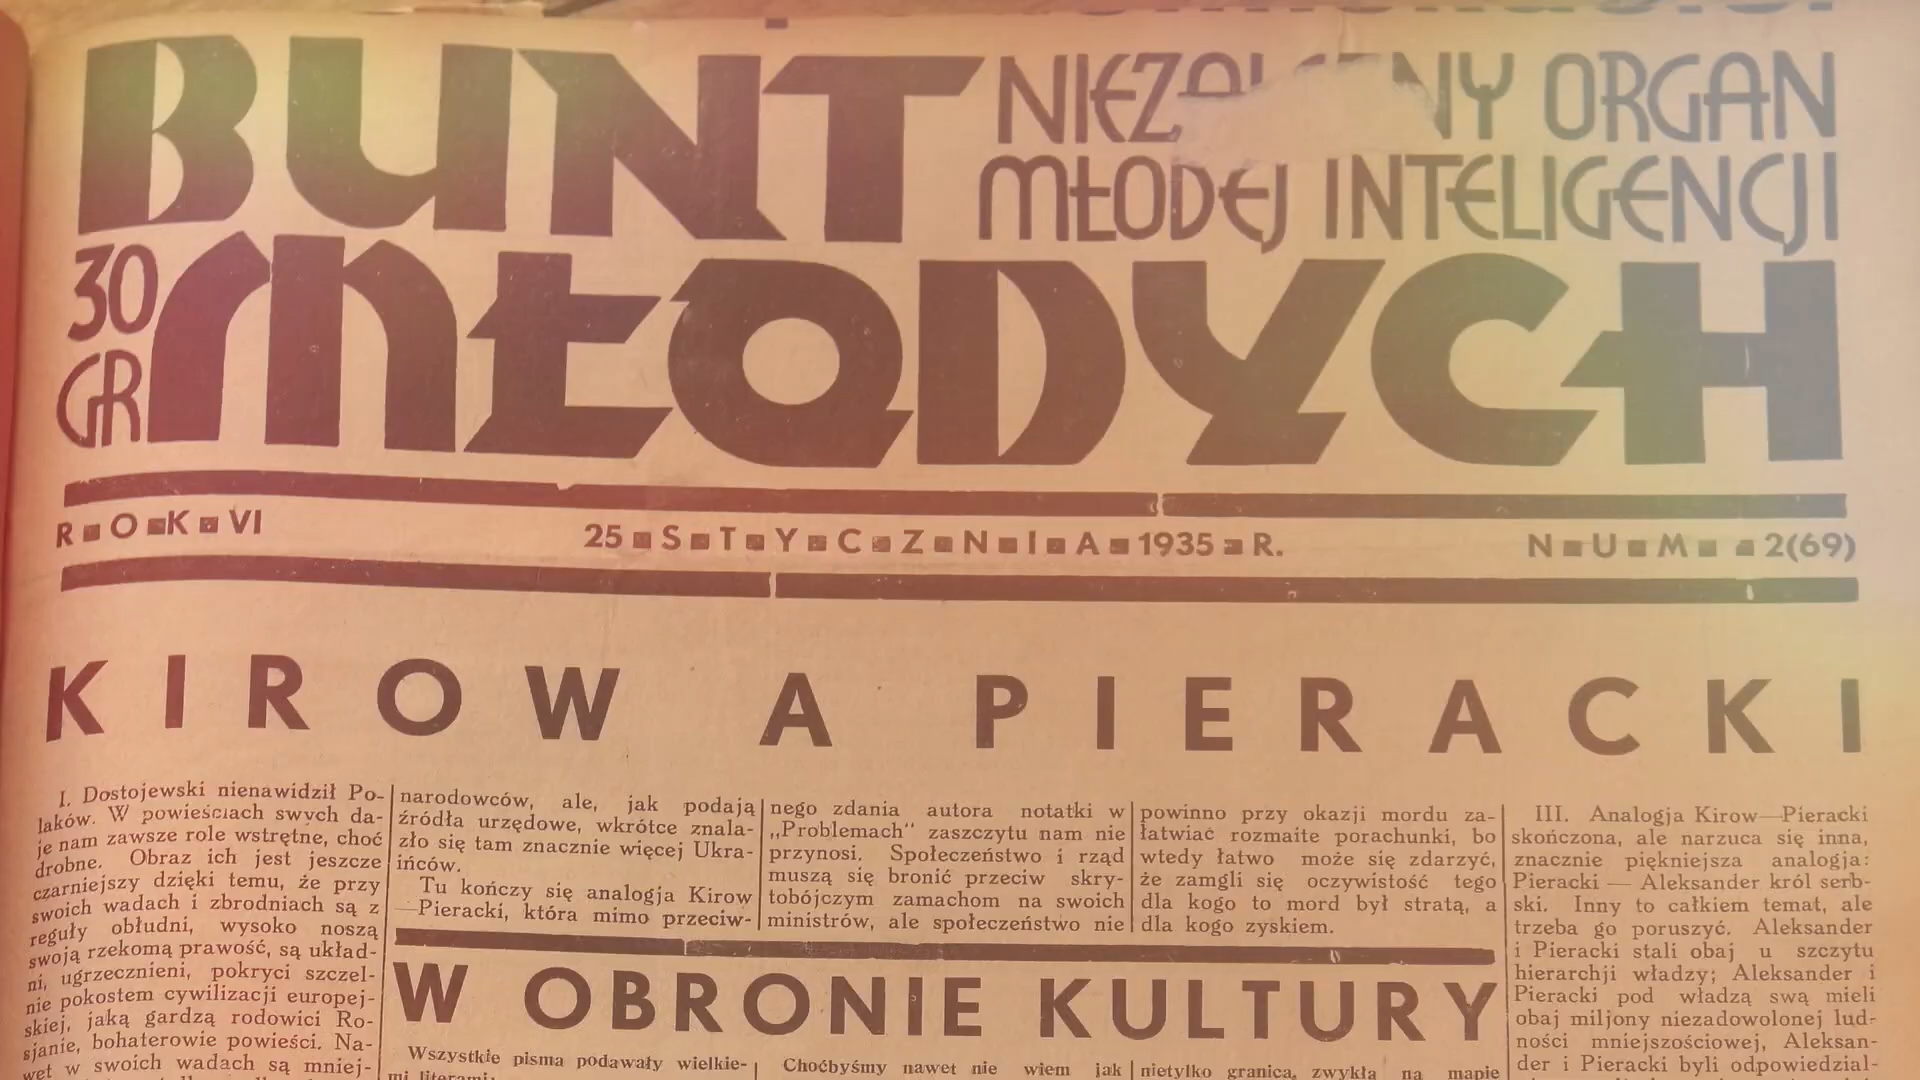 BUNT
NIEZALEŻNY ORGAN
MŁODEJ INTELIGENCJI
30
GR
MŁODYCH
R■O■K■VI
25■S■T■Y■C■Z■N■I■A■1935■R.
N■U■M■ ■2(69)
KIROW A PIERACKI
I. Dostojewski nienawidził Po-
laków. W powieściach swych da-
je nam zawsze role wstrętne, choć
drobne. Obraz ich jest jeszcze
czarniejszy dzięki temu, że przy
swoich wadach i zbrodniach są z
reguły obłudni, wysoko noszą
swoją rzekomą prawość, są układ-
ni, ugrzecznieni, pokryci szczel-
nie pokostem cywilizacji europej-
skiej, jaką gardzą rodowici Ro-
sjanie, bohaterowie powieści. Na-
wet w swoich wadach są mniej-
narodowców, ale, jak podają
źródła urzędowe, wkrótce znala-
zło się tam znacznie więcej Ukra-
ińców.
Tu kończy się analogja Kirow
—Pieracki, która mimo przeciw-
nego zdania autora notatki w
„Problemach" zaszczytu nam nie
przynosi. Społeczeństwo i rząd
muszą się bronić przeciw skry-
tobójczym zamachom na swoich
ministrów, ale społeczeństwo nie
powinno przy okazji mordu za-
łatwiać rozmaite porachunki, bo
wtedy łatwo może się zdarzyć,
że zamgli się oczywistość tego
dla kogo to mord był stratą, a
dla kogo zyskiem.
III. Analogja Kirow—Pieracki
skończona, ale narzuca się inna,
znacznie piękniejsza analogja:
Pieracki — Aleksander król serb-
ski. Inny to całkiem temat, ale
trzeba go poruszyć. Aleksander
i Pieracki stali obaj u szczytu
hierarchji władzy; Aleksander i
Pieracki pod władzą swą mieli
obaj miljony niezadowolonej lud-
ności mniejszościowej, Aleksan-
der i Pieracki byli odpowiedzial-
W OBRONIE KULTURY
Wszystkie pisma podawały wielkie-
mi literami:
Choćbyśmy nawet nie wiem jak
nietylko granica, zwykła na mapie